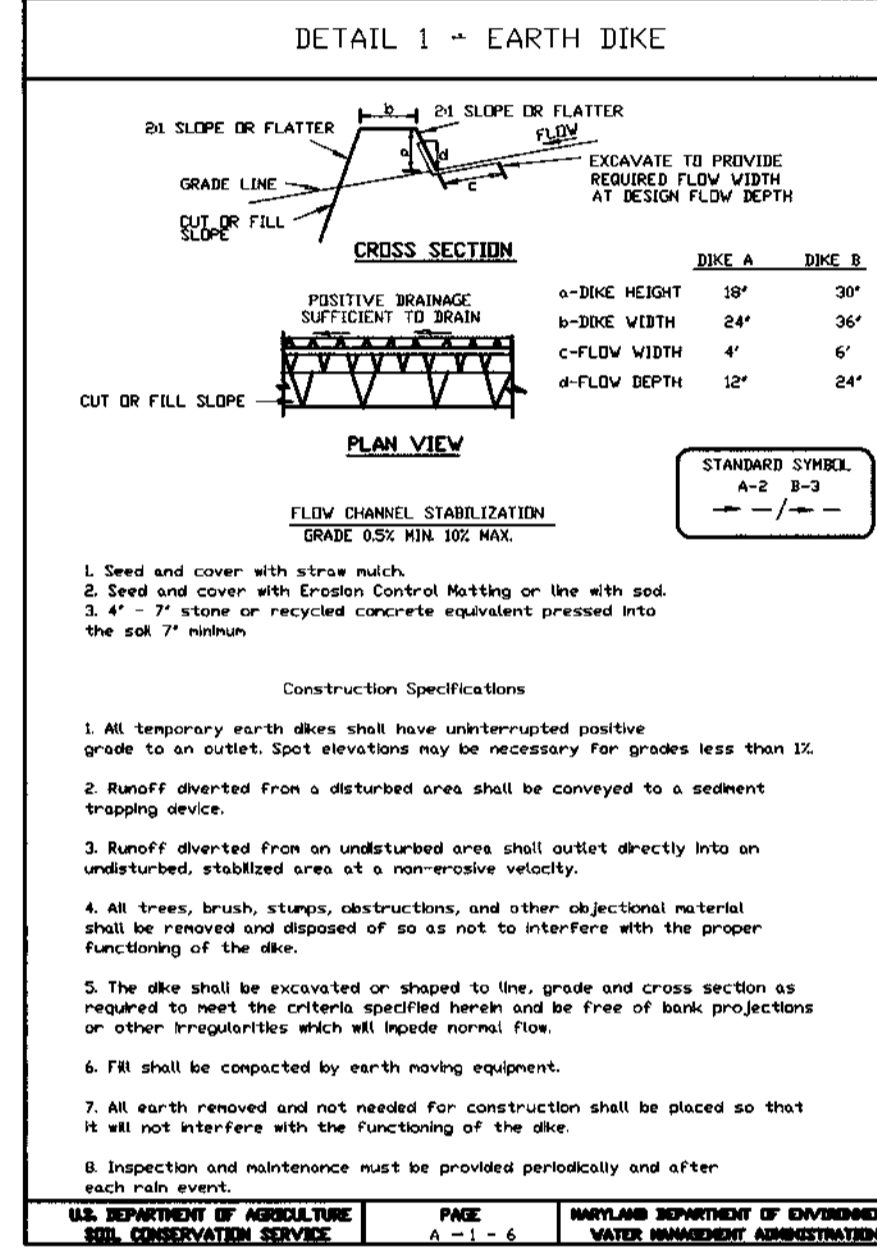 DETAIL 1 - EARTH DIKE
b
2:1 SLOPE OR FLATTER
2:1 SLOPE OR FLATTER
FLOW
a
d
EXCAVATE TO PROVIDE
REQUIRED FLOW WIDTH
AT DESIGN FLOW DEPTH
GRADE LINE
c
CUT OR FILL
SLOPE
CROSS SECTION
DIKE A DIKE B
a-DIKE HEIGHT 18" 30"
b-DIKE WIDTH 24" 36"
c-FLOW WIDTH 4' 6'
d-FLOW DEPTH 12" 24"
POSITIVE DRAINAGE
SUFFICIENT TO DRAIN
CUT OR FILL SLOPE
PLAN VIEW
STANDARD SYMBOL
A-2 B-3
FLOW CHANNEL STABILIZATION
GRADE 0.5% MIN. 10% MAX.
1. Seed and cover with straw mulch.
2. Seed and cover with Erosion Control Matting or line with sod.
3. 4" - 7" stone or recycled concrete equivalent pressed into
the soil 7" minimum
Construction Specifications
1. All temporary earth dikes shall have uninterrupted positive
grade to an outlet. Spot elevations may be necessary for grades less than 1%.
2. Runoff diverted from a disturbed area shall be conveyed to a sediment
trapping device.
3. Runoff diverted from an undisturbed area shall outlet directly into an
undisturbed, stabilized area at a non-erosive velocity.
4. All trees, brush, stumps, obstructions, and other objectional material
shall be removed and disposed of so as not to interfere with the proper
functioning of the dike.
5. The dike shall be excavated or shaped to line, grade and cross section as
required to meet the criteria specified herein and be free of bank projections
or other irregularities which will impede normal flow.
6. Fill shall be compacted by earth moving equipment.
7. All earth removed and not needed for construction shall be placed so that
it will not interfere with the functioning of the dike.
8. Inspection and maintenance must be provided periodically and after
each rain event.
U.S. DEPARTMENT OF AGRICULTURE
SOIL CONSERVATION SERVICE
PAGE
A - 1 - 6
MARYLAND DEPARTMENT OF ENVIRONME
WATER MANAGEMENT ADMINISTRATION